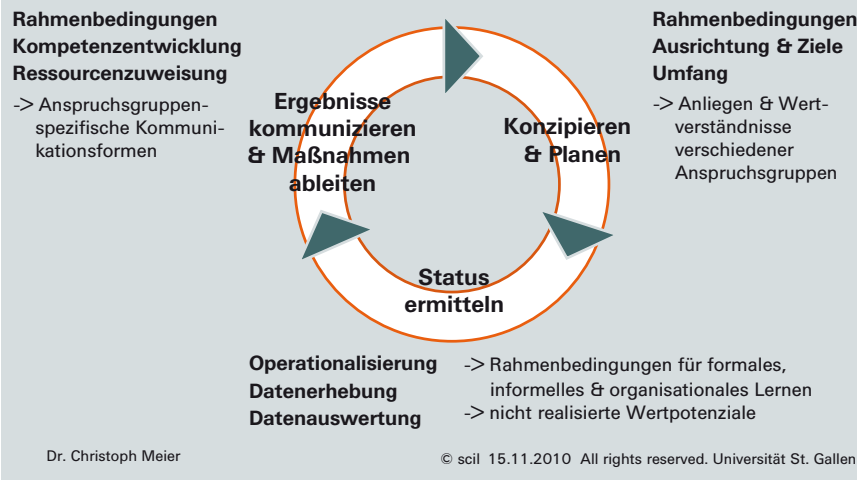 Rahmenbedingungen
Kompetenzentwicklung
Ressourcenzuweisung
-> Anspruchsgruppen-
spezifische Kommuni-
kationsformen
Ergebnisse
kommunizieren
& Maßnahmen
ableiten
Konzipieren
& Planen
Rahmenbedingungen
Ausrichtung & Ziele
Umfang
-> Anliegen & Wert-
verständnisse
verschiedener
Anspruchsgruppen
Status
ermitteln
Operationalisierung
Datenerhebung
Datenauswertung
-> Rahmenbedingungen für formales,
informelles & organisationales Lernen
-> nicht realisierte Wertpotenziale
Dr. Christoph Meier
© scil 15.11.2010 All rights reserved. Universität St. Gallen